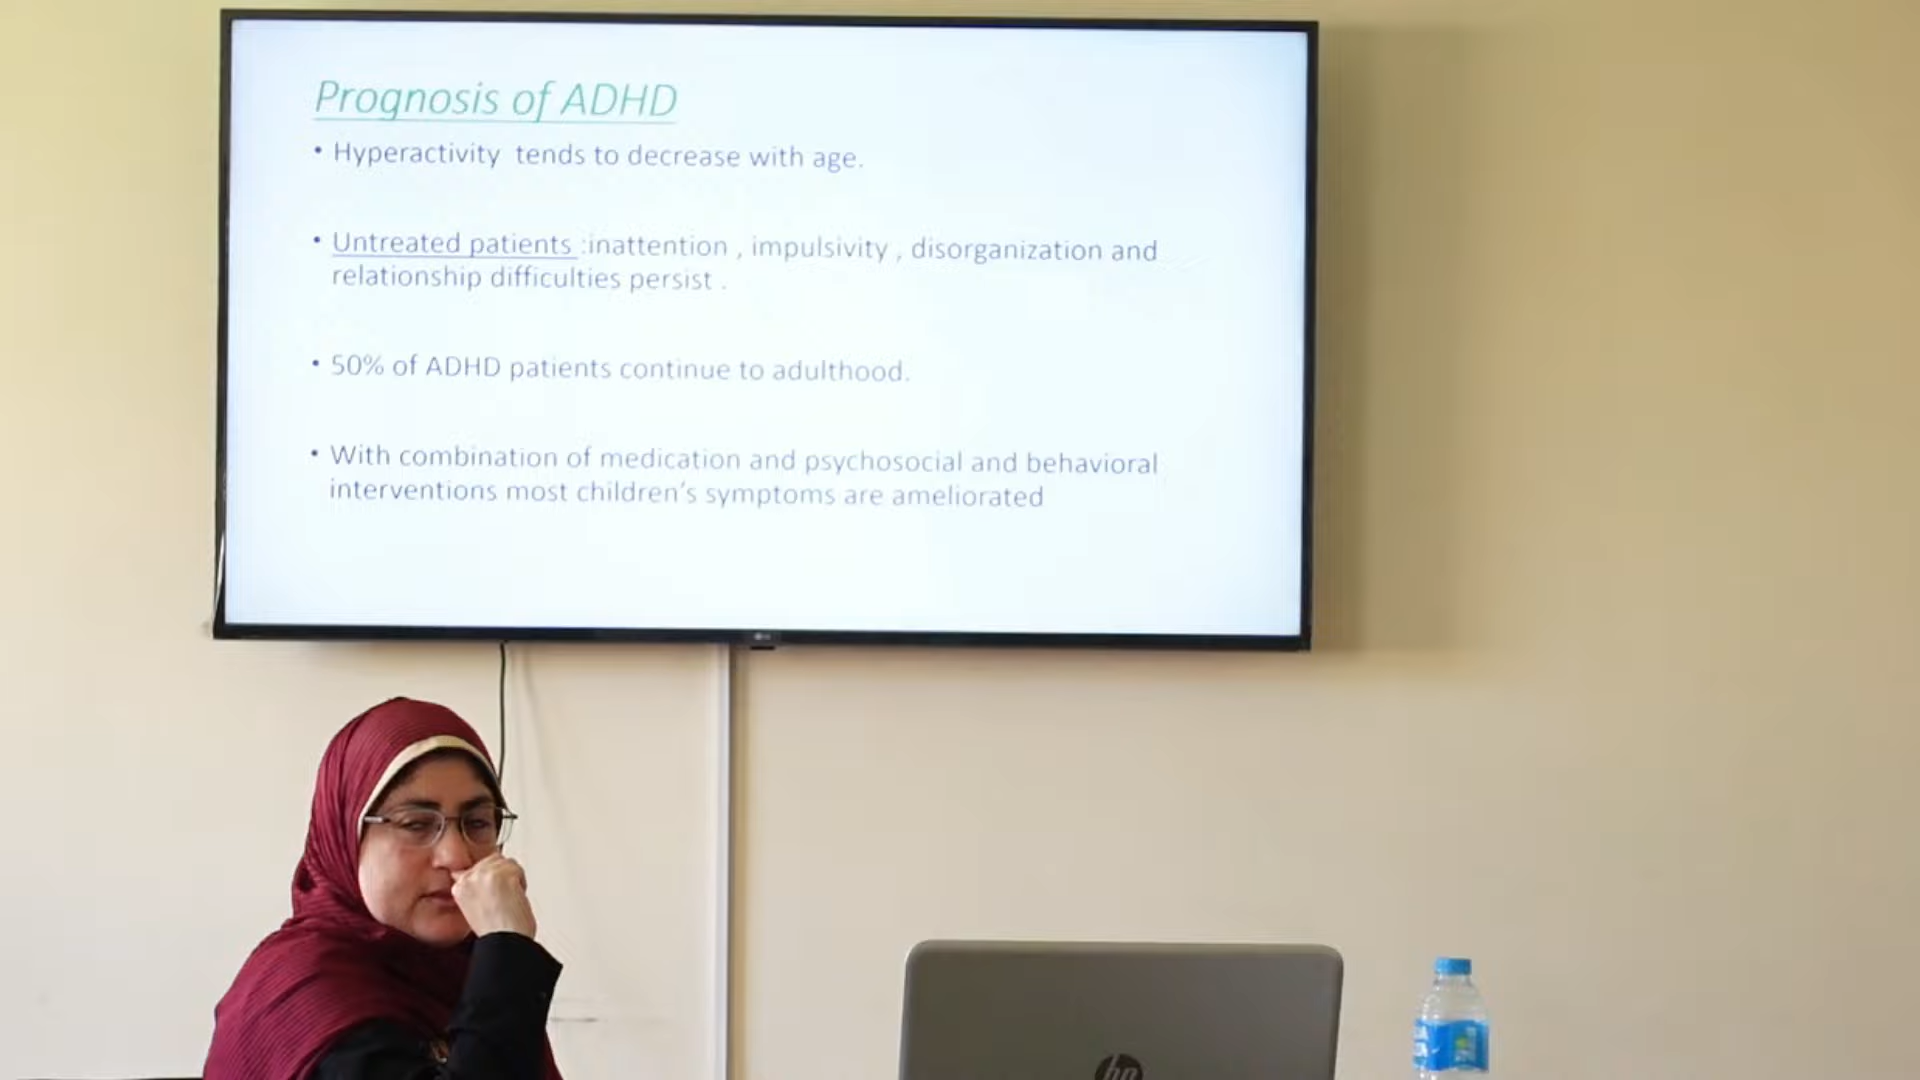 Prognosis of ADHD
• Hyperactivity tends to decrease with age.
• Untreated patients :inattention , impulsivity , disorganization and
relationship difficulties persist .
• 50% of ADHD patients continue to adulthood.
• With combination of medication and psychosocial and behavioral
interventions most children's symptoms are ameliorated
hp